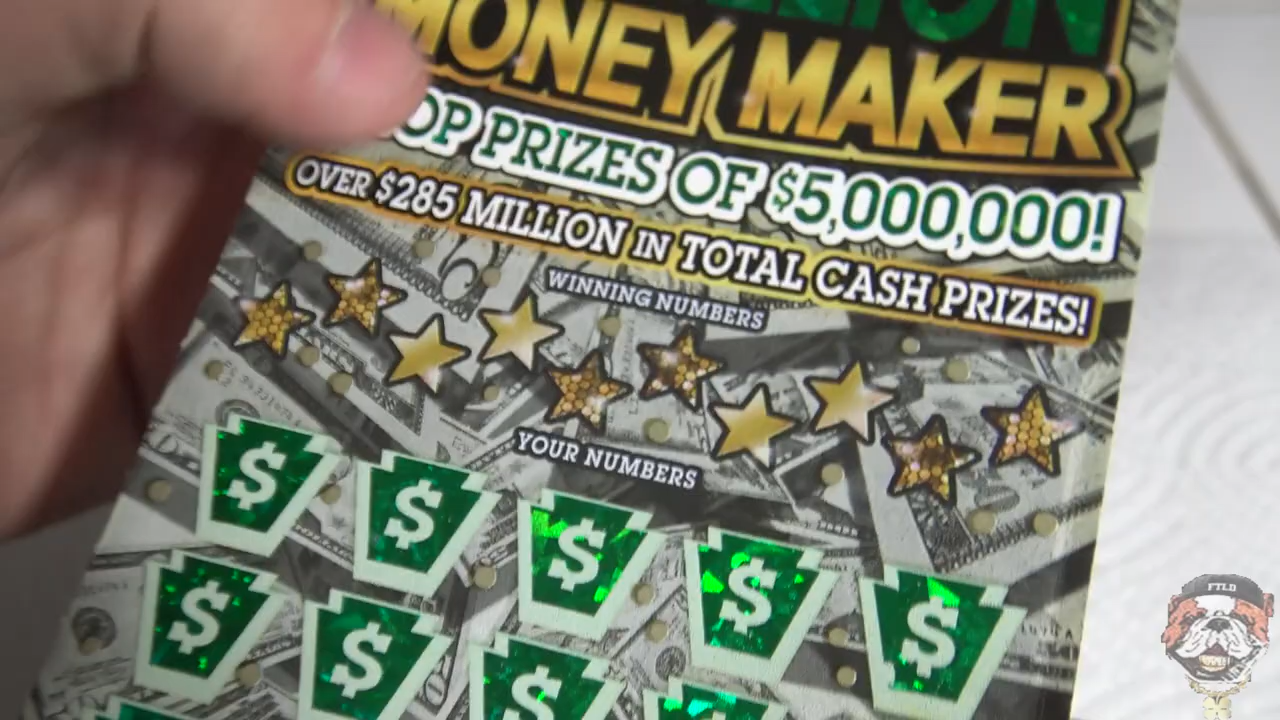 MONEY MAKER
OP PRIZES OF $5,000,000!
OVER $285 MILLION IN TOTAL CASH PRIZES!
WINNING NUMBERS
YOUR NUMBERS
$ $ $ $ $
$ $ $
FTLD